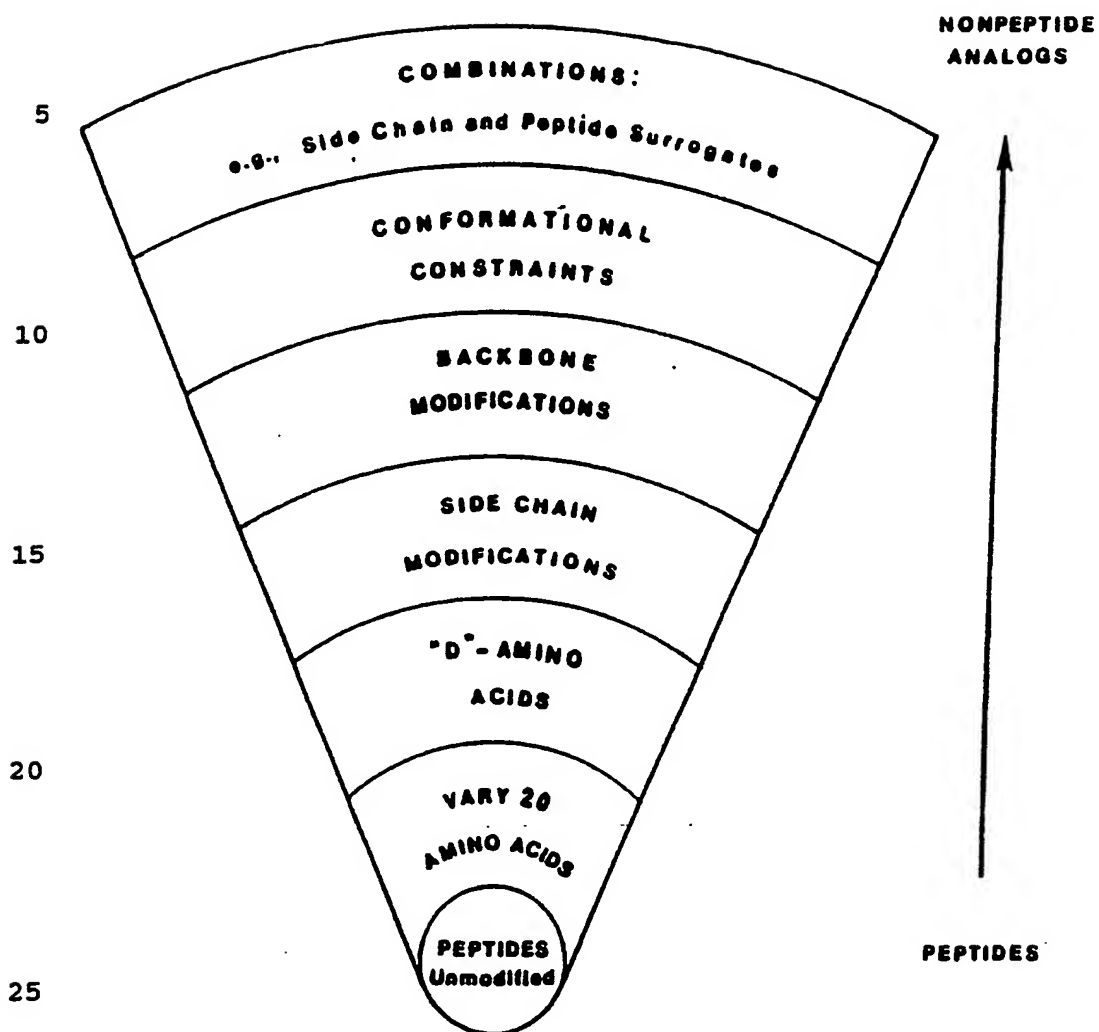 NONPEPTIDE
ANALOGS
COMBINATIONS:
5
e.g., Side Chain and Peptide Surrogates
CONFORMATIONAL
CONSTRAINTS
10
BACKBONE
MODIFICATIONS
SIDE CHAIN
15
MODIFICATIONS
"D"-AMINO
ACIDS
20
VARY 20
AMINO ACIDS
PEPTIDES
Unmodified
PEPTIDES
25